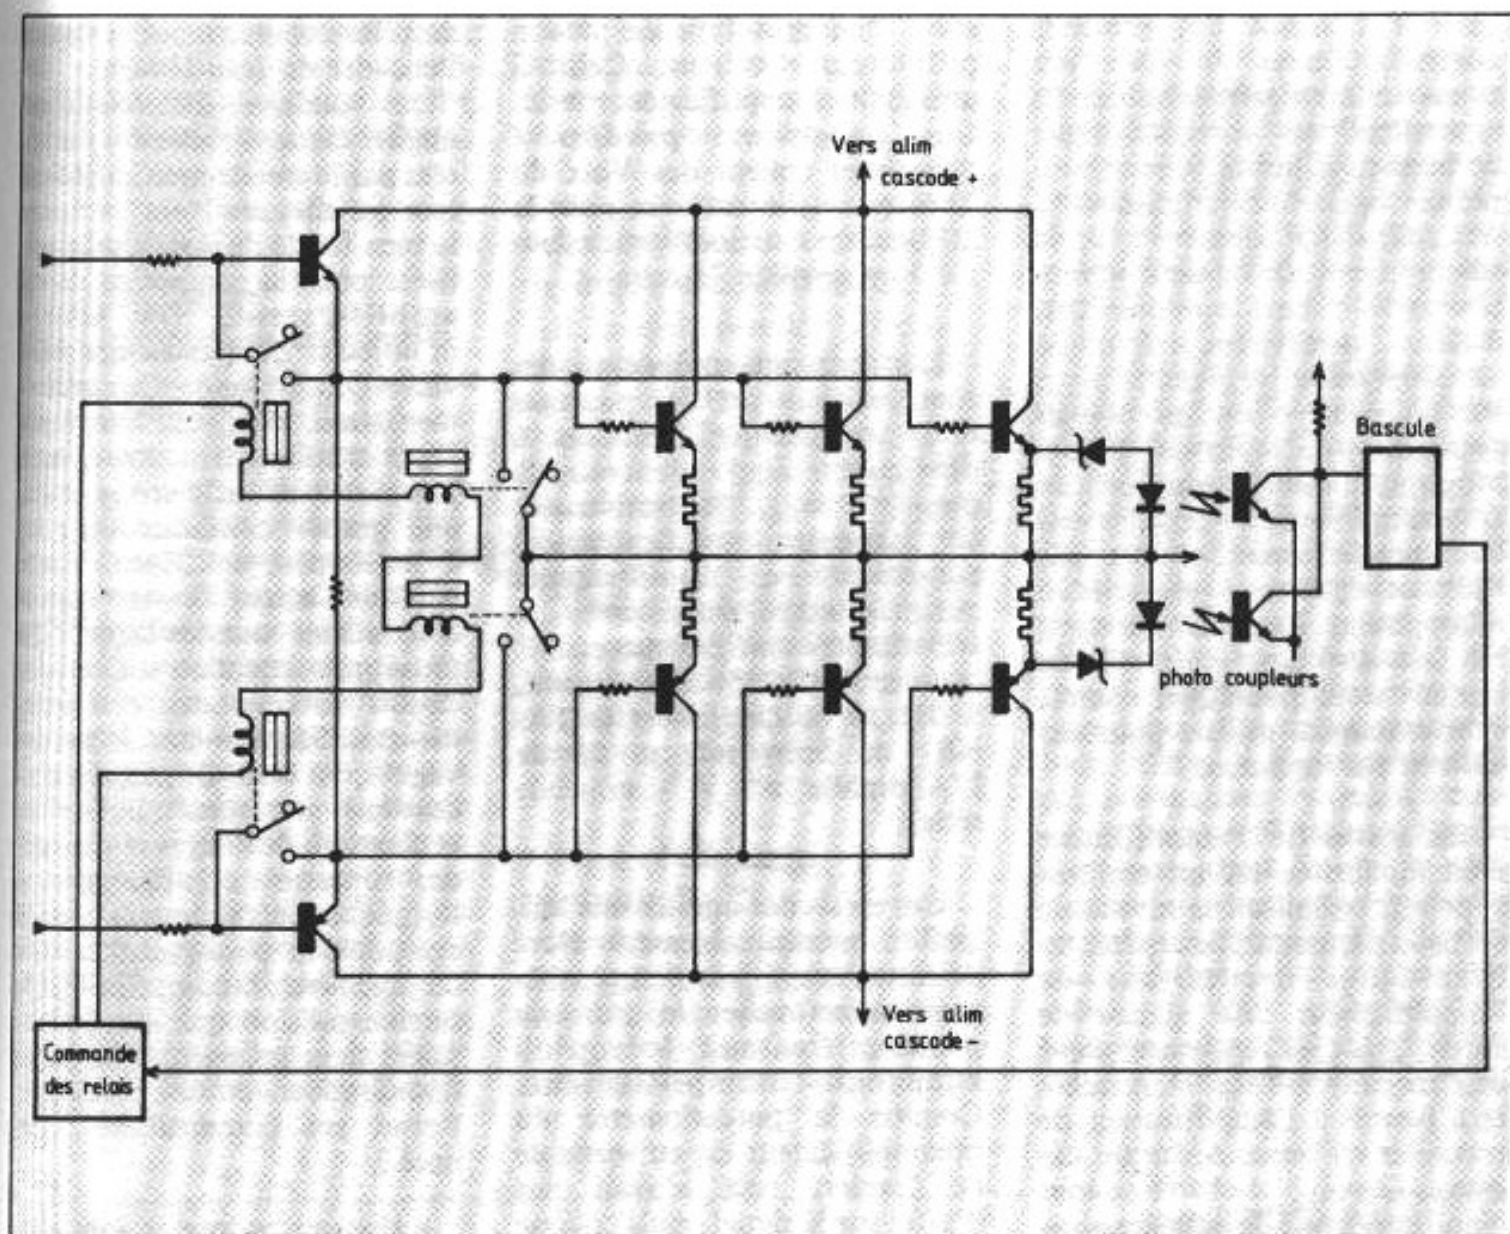 Vers alim
cascode +
Bascule
photo coupleurs
Vers alim
cascode -
Commande
des relais